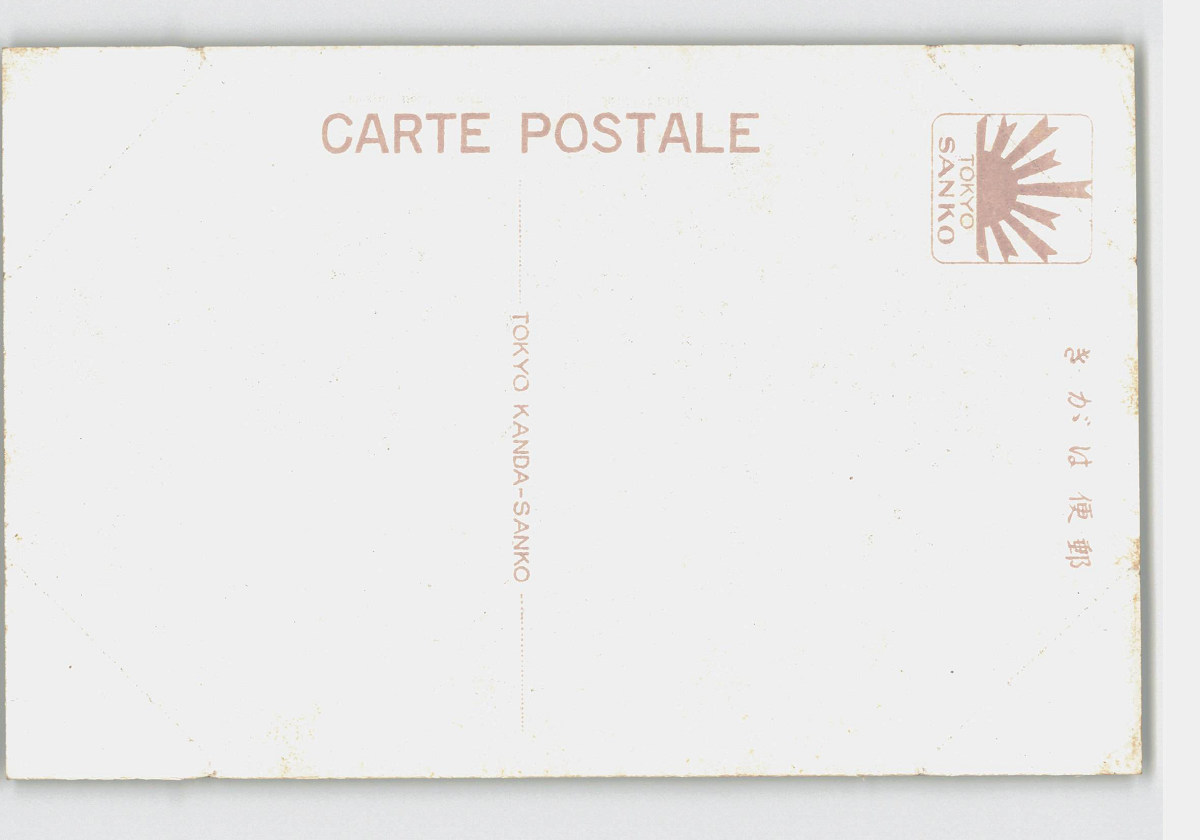 CARTE POSTALE
TOKYO
SANKO
TOKYO KANDA-SANKO
郵便はがき